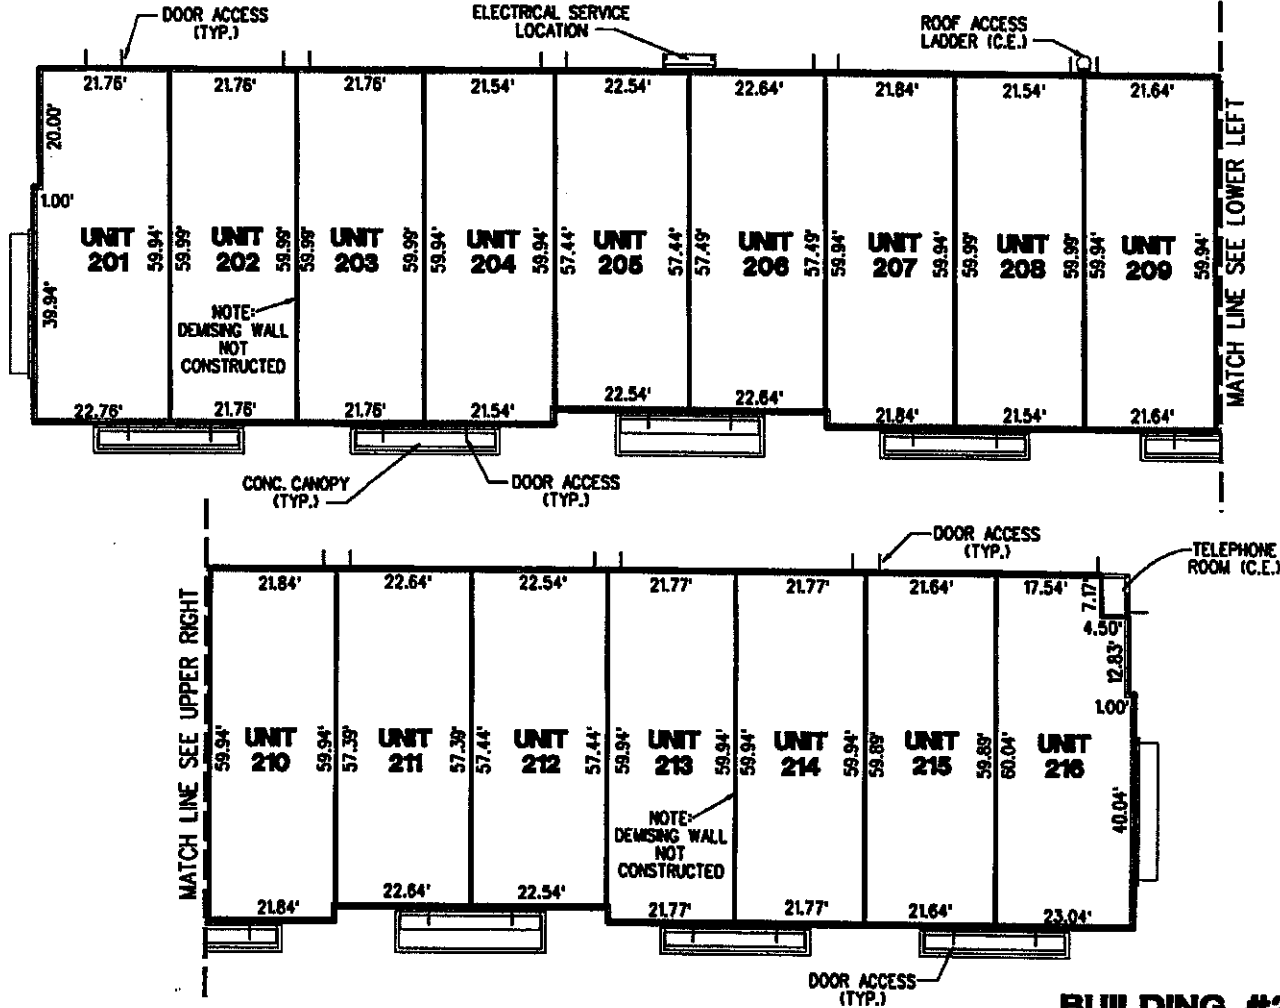 DOOR ACCESS
(TYP.)
ELECTRICAL SERVICE
LOCATION
ROOF ACCESS
LADDER (C.E.)
21.76' 21.76' 21.76' 21.54' 22.54' 22.64' 21.84' 21.54' 21.64'
20.00'
1.00'
39.94'
UNIT
201
59.94'
59.99'
UNIT
202
59.99'
59.99'
UNIT
203
59.99'
59.94'
UNIT
204
59.94'
57.44'
UNIT
205
57.44'
57.49'
UNIT
206
57.49'
59.94'
UNIT
207
59.94'
59.99'
UNIT
208
59.99'
59.94'
UNIT
209
59.94'
MATCH LINE SEE LOWER LEFT
NOTE:
DEMISING WALL
NOT
CONSTRUCTED
22.76' 21.76' 21.76' 21.54' 22.54' 22.64' 21.84' 21.54' 21.64'
CONC. CANOPY
(TYP.)
DOOR ACCESS
(TYP.)
DOOR ACCESS
(TYP.)
TELEPHONE
ROOM (C.E.)
21.84' 22.64' 22.54' 21.77' 21.77' 21.64' 17.54'
7.17'
4.50'
12.83'
1.00'
MATCH LINE SEE UPPER RIGHT
59.94'
UNIT
210
59.94'
57.39'
UNIT
211
57.39'
57.44'
UNIT
212
57.44'
59.94'
UNIT
213
59.94'
59.94'
UNIT
214
59.94'
59.89'
UNIT
215
59.89'
60.04'
UNIT
216
40.04'
NOTE:
DEMISING WALL
NOT
CONSTRUCTED
21.84' 22.64' 22.54' 21.77' 21.77' 21.64' 23.04'
DOOR ACCESS
(TYP.)
BUILDING